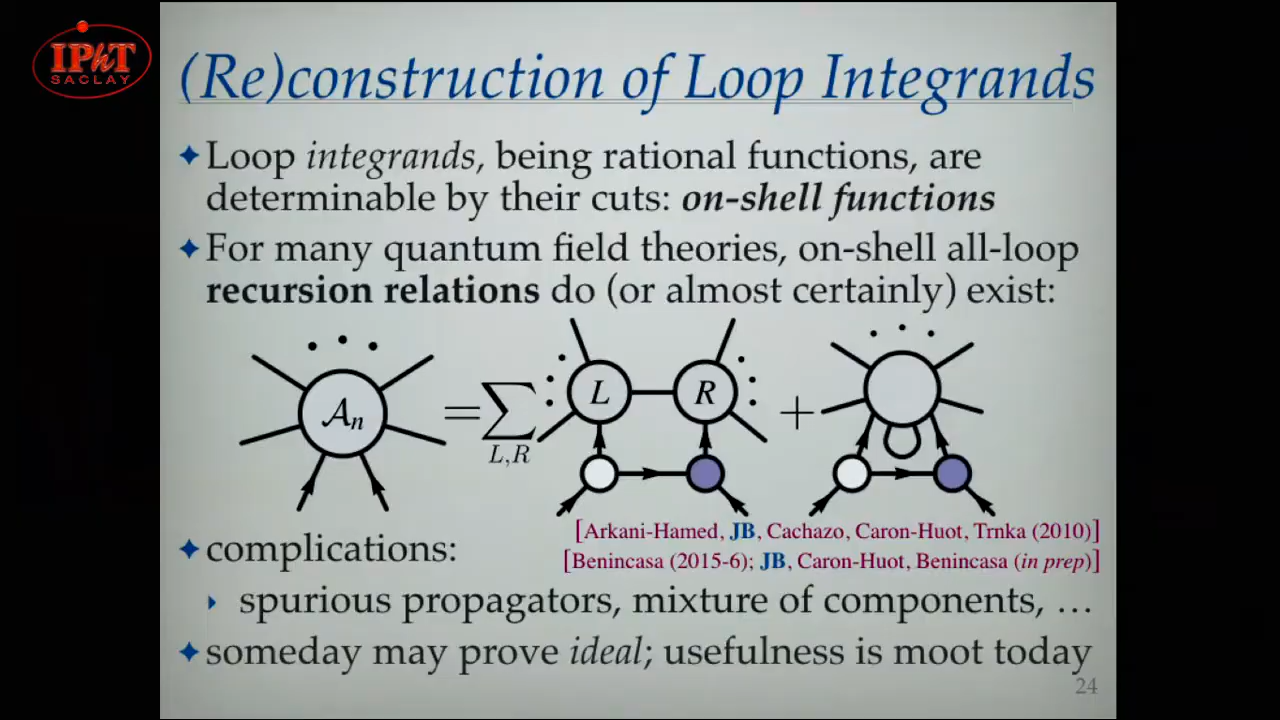 IPhT
SACLAY
(Re)construction of Loop Integrands
Loop integrands, being rational functions, are
determinable by their cuts: on-shell functions
For many quantum field theories, on-shell all-loop
recursion relations do (or almost certainly) exist:
𝒜n = ∑ L,R L R +
[Arkani-Hamed, JB, Cachazo, Caron-Huot, Trnka (2010)]
[Benincasa (2015-6); JB, Caron-Huot, Benincasa (in prep)]
complications:
spurious propagators, mixture of components, …
someday may prove ideal; usefulness is moot today
24